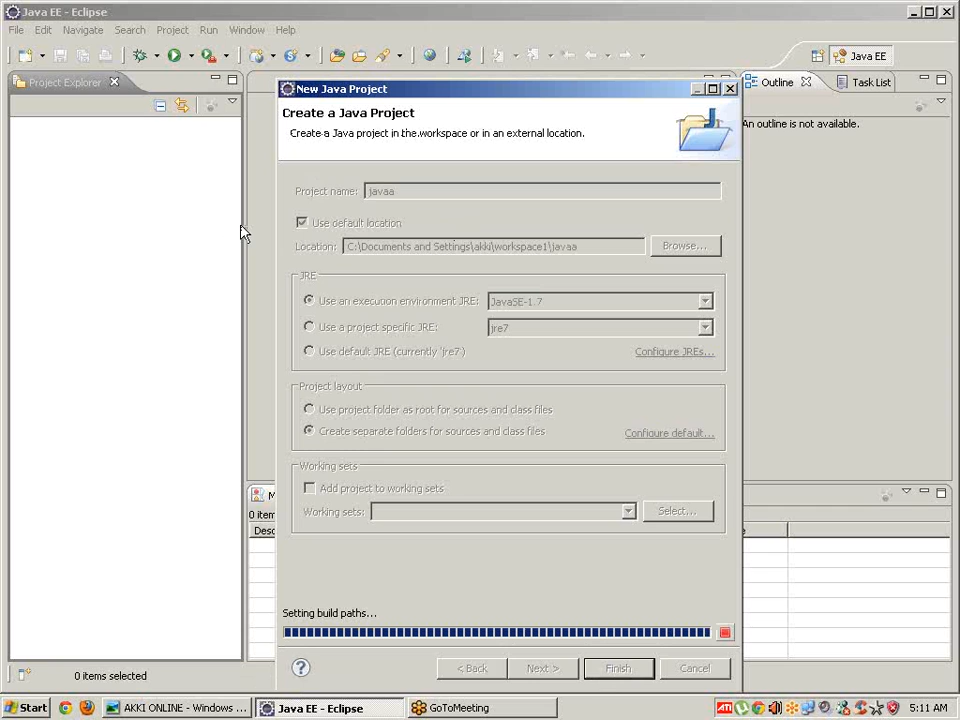 Java EE - Eclipse
File Edit Navigate Search Project Run Window Help
Java EE
Project Explorer
Outline
Task List
An outline is not available.
New Java Project
Create a Java Project
Create a Java project in the workspace or in an external location.
Project name: javaa
Use default location
Location: C:\Documents and Settings\akki\workspace1\javaa Browse...
JRE
Use an execution environment JRE: JavaSE-1.7
Use a project specific JRE: jre7
Use default JRE (currently 'jre7') Configure JREs...
Project layout
Use project folder as root for sources and class files
Create separate folders for sources and class files Configure default...
Working sets
Add project to working sets
Working sets: Select...
M
0 item
Desc
e
Setting build paths...
< Back Next > Finish Cancel
0 items selected
Start AKKI ONLINE - Windows ... Java EE - Eclipse GoToMeeting ATI 5:11 AM